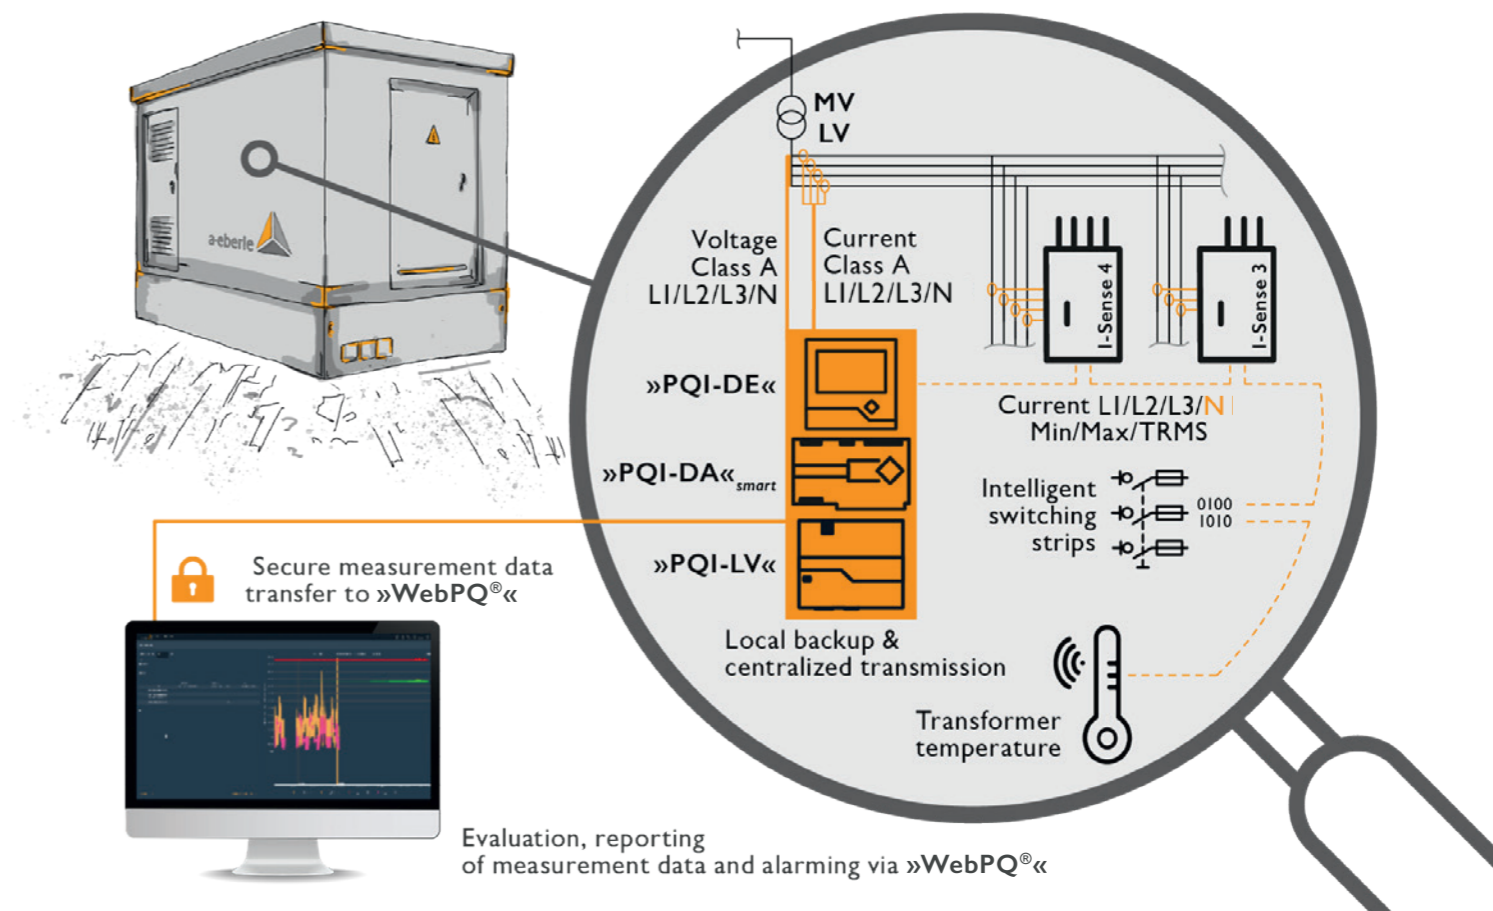 a-eberle
MV
LV
Voltage
Class A
L1/L2/L3/N
Current
Class A
L1/L2/L3/N
I-Sense 4
I-Sense 3
»PQI-DE«
Current L1/L2/L3/N
Min/Max/TRMS
»PQI-DA« smart
Intelligent
switching
strips
0100
1010
»PQI-LV«
Secure measurement data
transfer to »WebPQ®«
Local backup &
centralized transmission
Transformer
temperature
Evaluation, reporting
of measurement data and alarming via »WebPQ®«